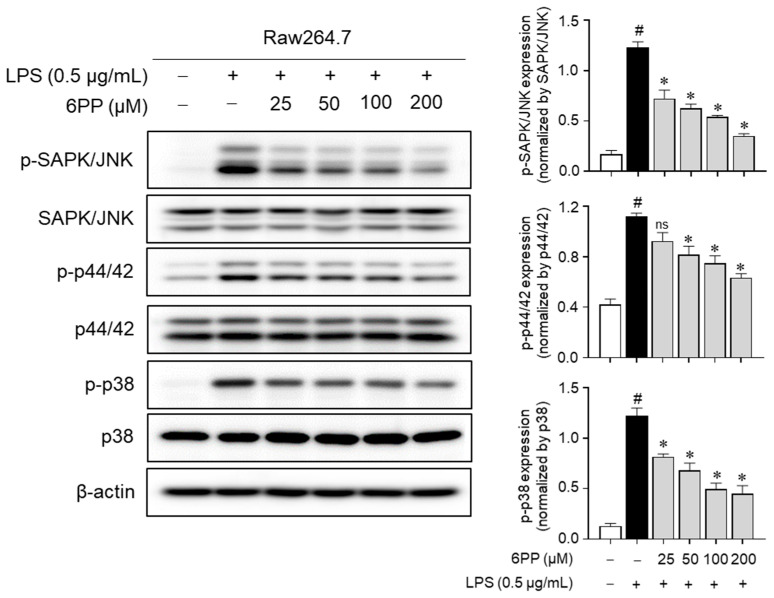 Raw264.7
LPS (0.5 μg/mL) – + + + + +
6PP (μM) – – 25 50 100 200
p-SAPK/JNK
SAPK/JNK
p-p44/42
p44/42
p-p38
p38
β-actin
p-SAPK/JNK expression
(normalized by SAPK/JNK)
1.5
1.0
0.5
0.0
# * * * *
p-p44/42 expression
(normalized by p44/42)
1.2
0.8
0.4
0.0
# ns * * *
p-p38 expression
(normalized by p38)
1.5
1.0
0.5
0.0
# * * * *
6PP (μM) – – 25 50 100 200
LPS (0.5 μg/mL) – + + + + +